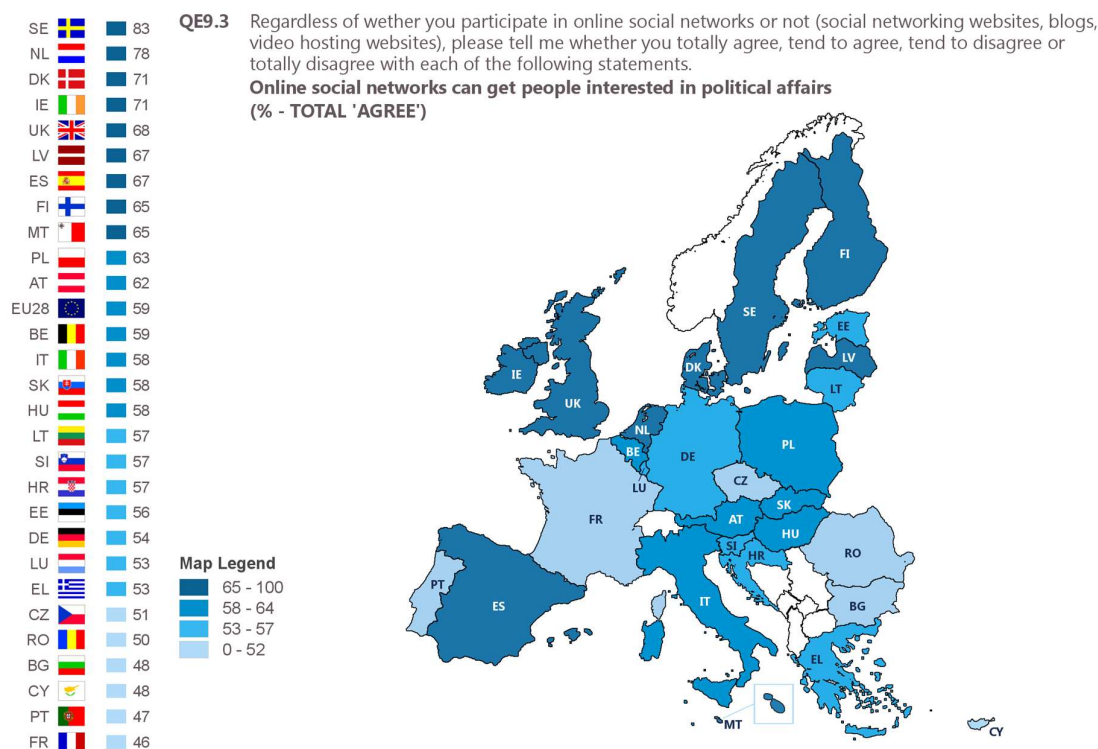 QE9.3 Regardless of wether you participate in online social networks or not (social networking websites, blogs,
video hosting websites), please tell me whether you totally agree, tend to agree, tend to disagree or
totally disagree with each of the following statements.
Online social networks can get people interested in political affairs
(% - TOTAL 'AGREE')
SE 83
NL 78
DK 71
IE 71
UK 68
LV 67
ES 67
FI 65
MT 65
PL 63
AT 62
EU28 59
BE 59
IT 58
SK 58
HU 58
LT 57
SI 57
HR 57
EE 56
DE 54
LU 53
EL 53
CZ 51
RO 50
BG 48
CY 48
PT 47
FR 46
Map Legend
65 - 100
58 - 64
53 - 57
0 - 52
FI
SE
EE
LV
LT
DK
IE
UK
NL
BE
LU
DE
PL
CZ
SK
AT
HU
FR
SI
HR
RO
BG
IT
PT
ES
EL
MT
CY